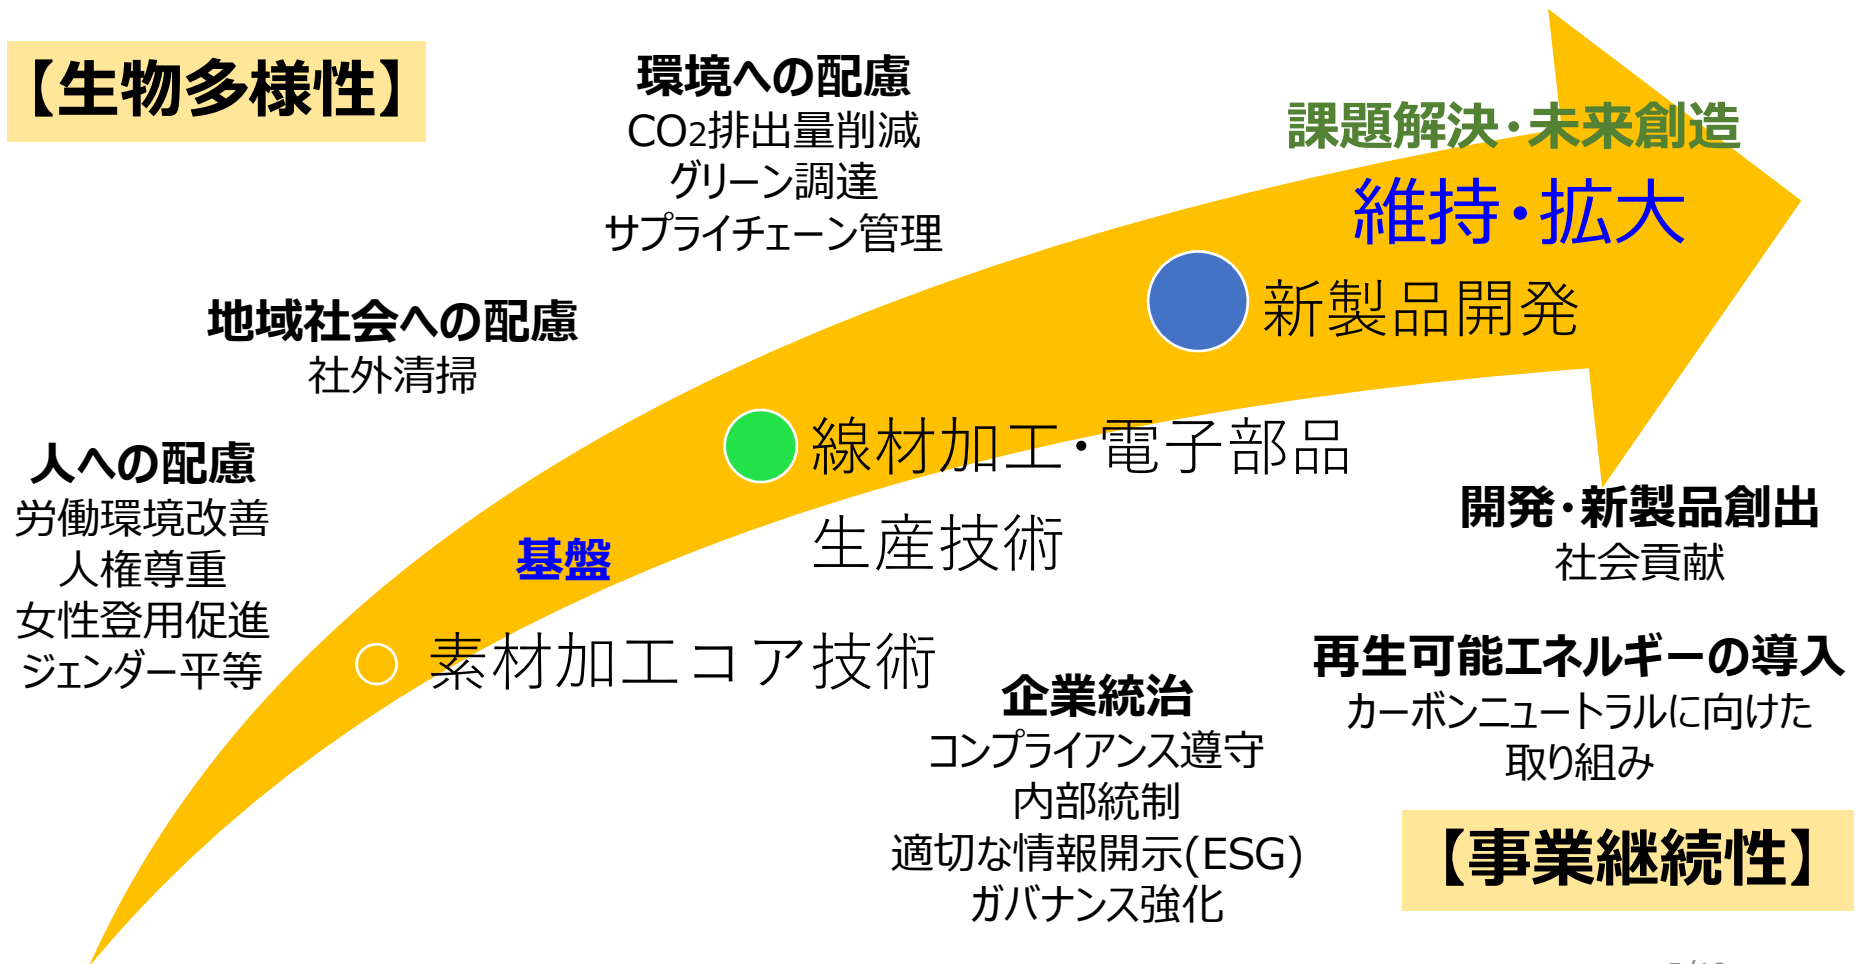 【生物多様性】
環境への配慮
CO2排出量削減
グリーン調達
サプライチェーン管理
課題解決・未来創造
維持・拡大
新製品開発
地域社会への配慮
社外清掃
線材加工・電子部品
生産技術
人への配慮
労働環境改善
人権尊重
女性登用促進
ジェンダー平等
基盤
素材加工コア技術
開発・新製品創出
社会貢献
企業統治
コンプライアンス遵守
内部統制
適切な情報開示(ESG)
ガバナンス強化
再生可能エネルギーの導入
カーボンニュートラルに向けた
取り組み
【事業継続性】